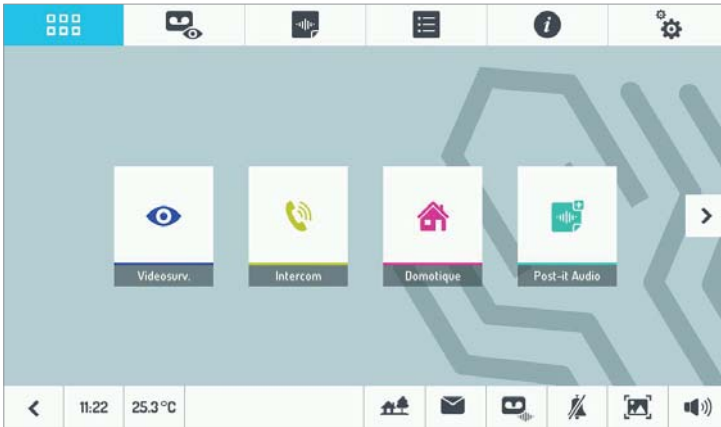 Videosurv.
Intercom
Domotique
Post-it Audio
11:22
25.3°C